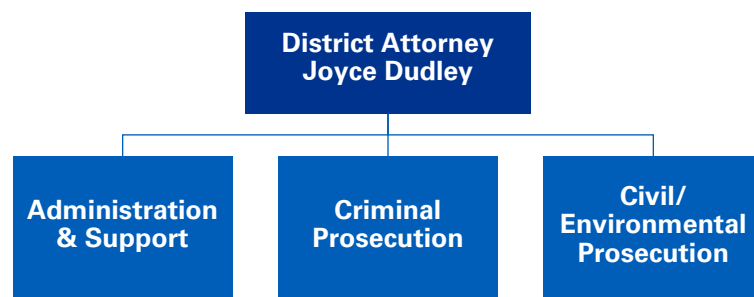 District Attorney
Joyce Dudley
Administration
& Support
Criminal
Prosecution
Civil/
Environmental
Prosecution